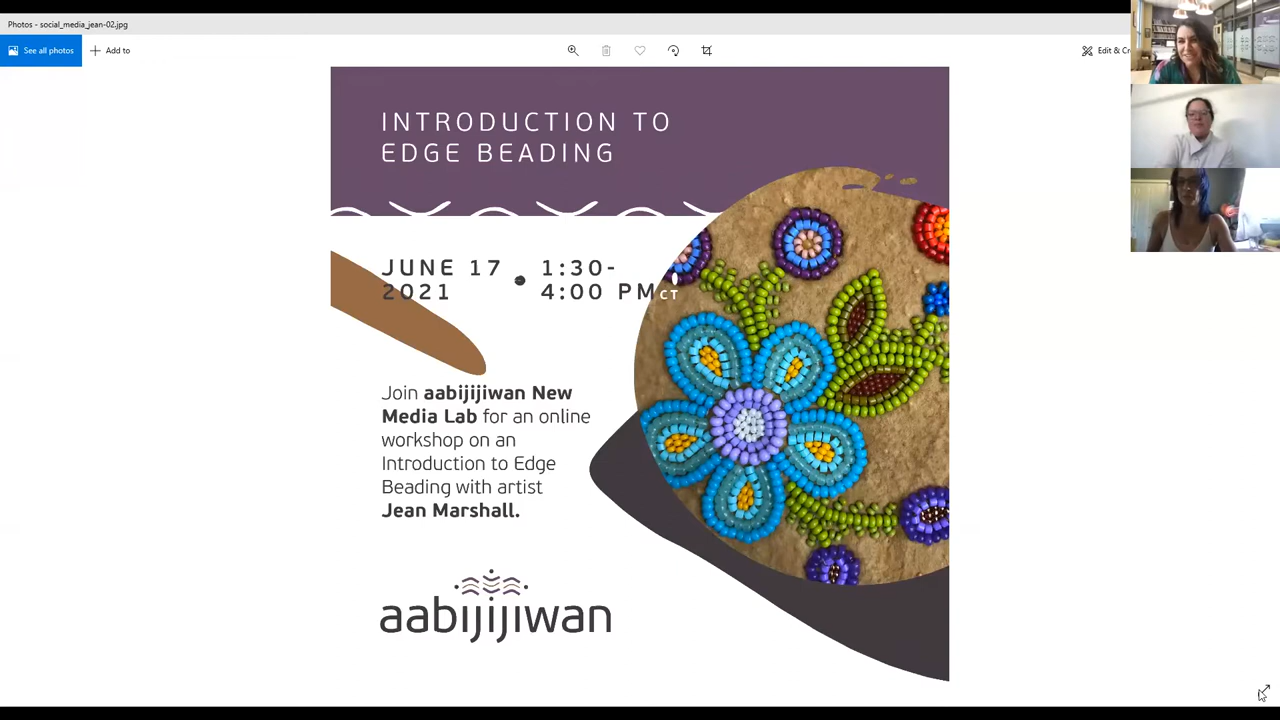 Photos - social_media_jean-02.jpg
See all photos
Add to
Edit & Cr
INTRODUCTION TO
EDGE BEADING
JUNE 17
2021
1:30-
4:00 PM CT
Join aabijijiwan New
Media Lab for an online
workshop on an
Introduction to Edge
Beading with artist
Jean Marshall.
aabijijiwan